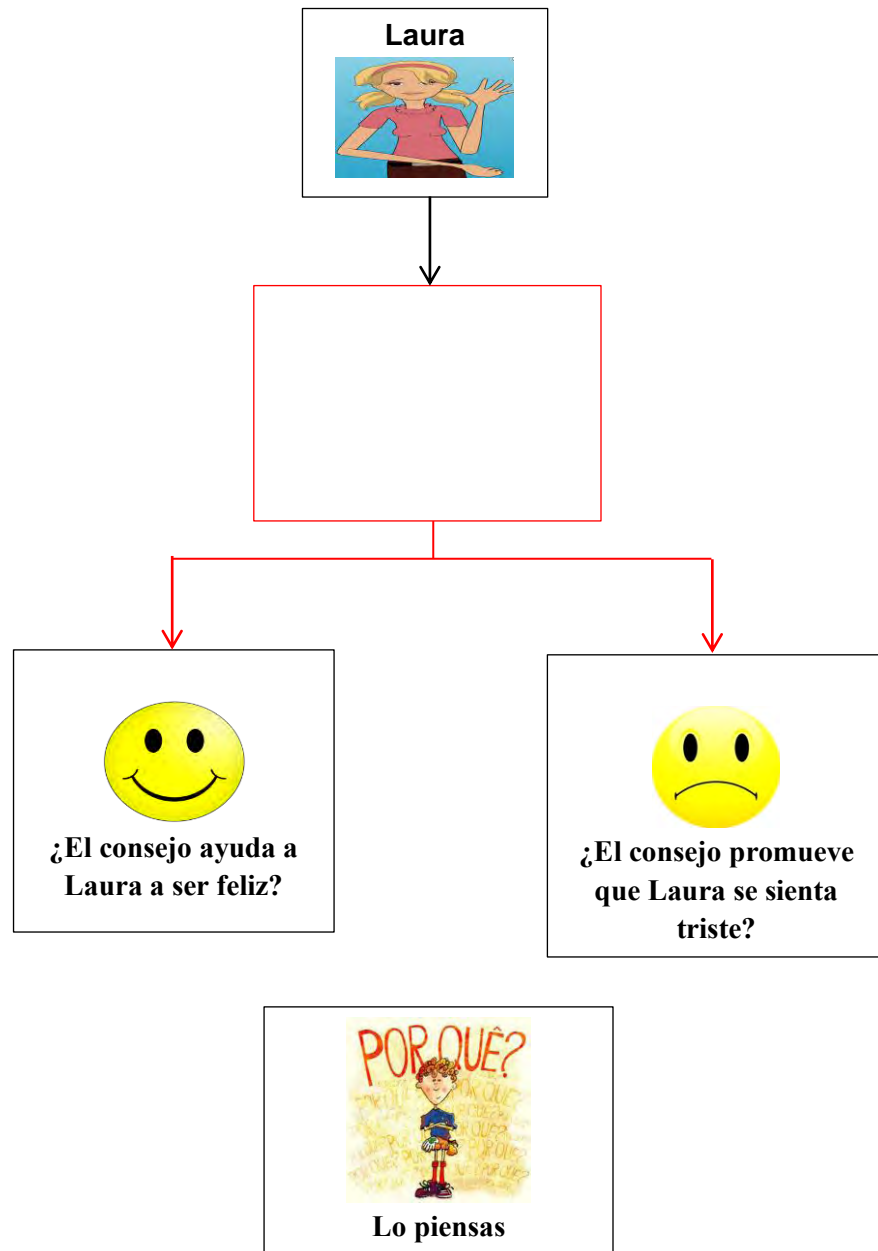 Laura
¿El consejo ayuda a
Laura a ser feliz?
¿El consejo promueve
que Laura se sienta
triste?
POR QUÊ?
Lo piensas